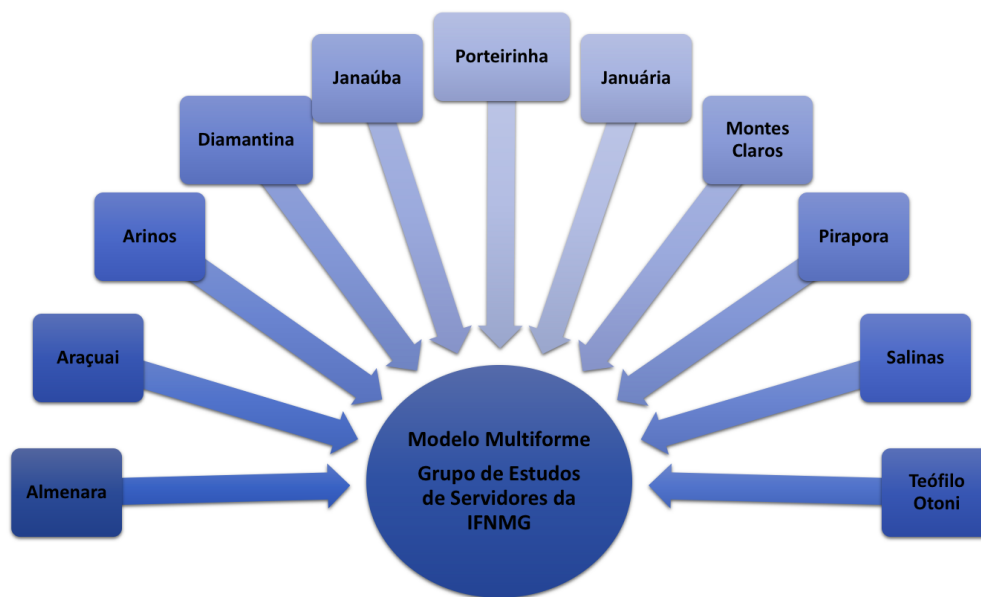 Porteirinha
Janaúba
Januária
Diamantina
Montes
Claros
Arinos
Pirapora
Araçuai
Salinas
Almenara
Teófilo
Otoni
Modelo Multiforme
Grupo de Estudos
de Servidores da
IFNMG